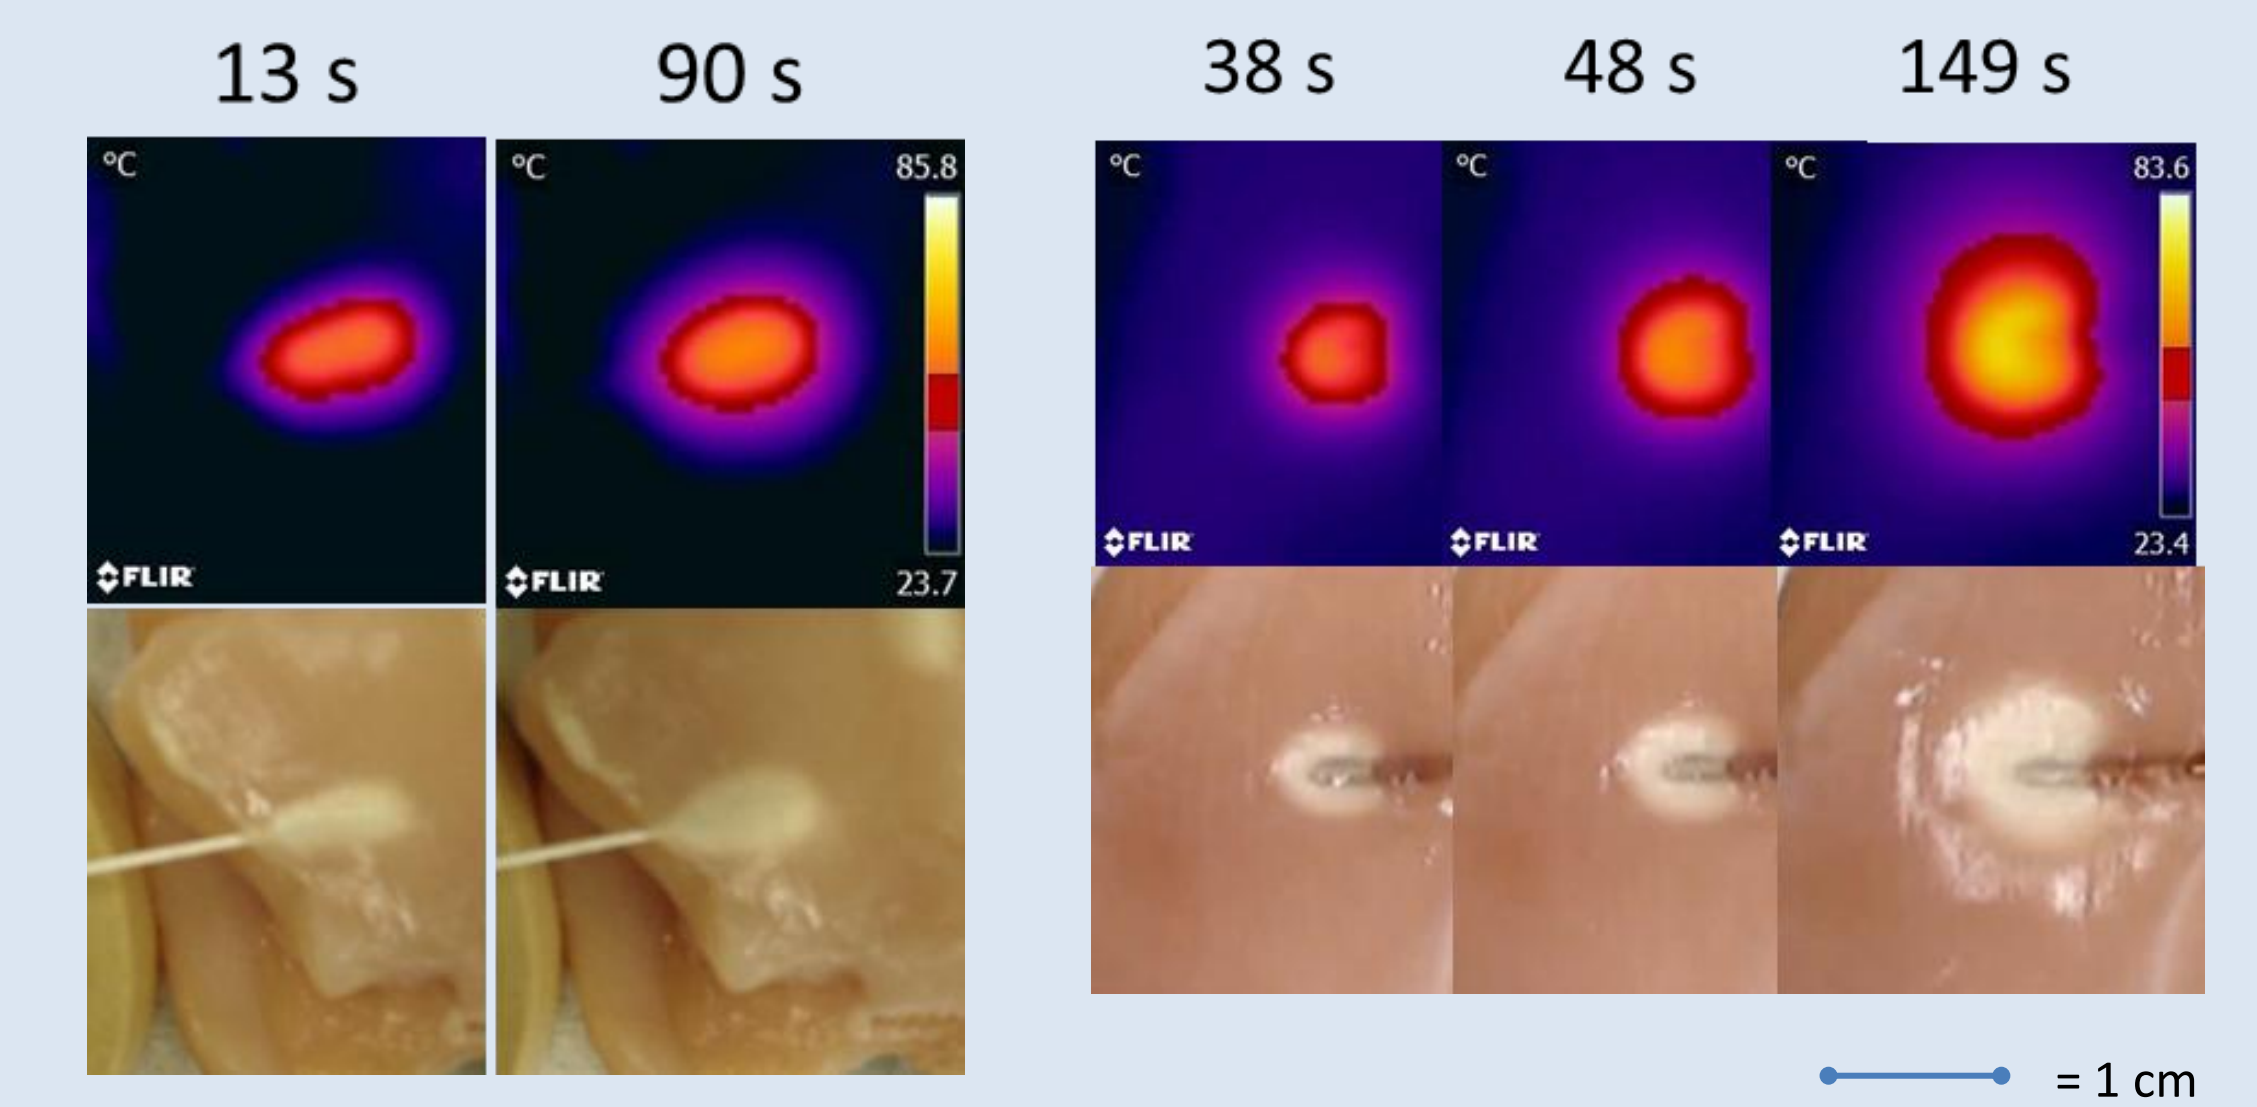 13 s
90 s
38 s
48 s
149 s
°C
°C
85.8
°C
°C
°C
83.6
FLIR
FLIR
23.7
FLIR
FLIR
FLIR
23.4
= 1 cm